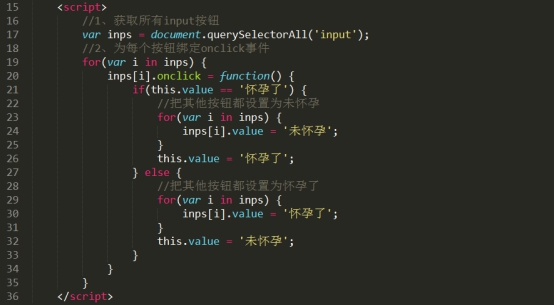 15 <script>
16 //1、获取所有input按钮
17 var inps = document.querySelectorAll('input');
18 //2、为每个按钮绑定onclick事件
19 for(var i in inps) {
20 inps[i].onclick = function() {
21 if(this.value == '怀孕了') {
22 //把其他按钮都设置为未怀孕
23 for(var i in inps) {
24 inps[i].value = '未怀孕';
25 }
26 this.value = '怀孕了';
27 } else {
28 //把其他按钮都设置为怀孕了
29 for(var i in inps) {
30 inps[i].value = '怀孕了';
31 }
32 this.value = '未怀孕';
33 }
34 }
35 }
36 </script>